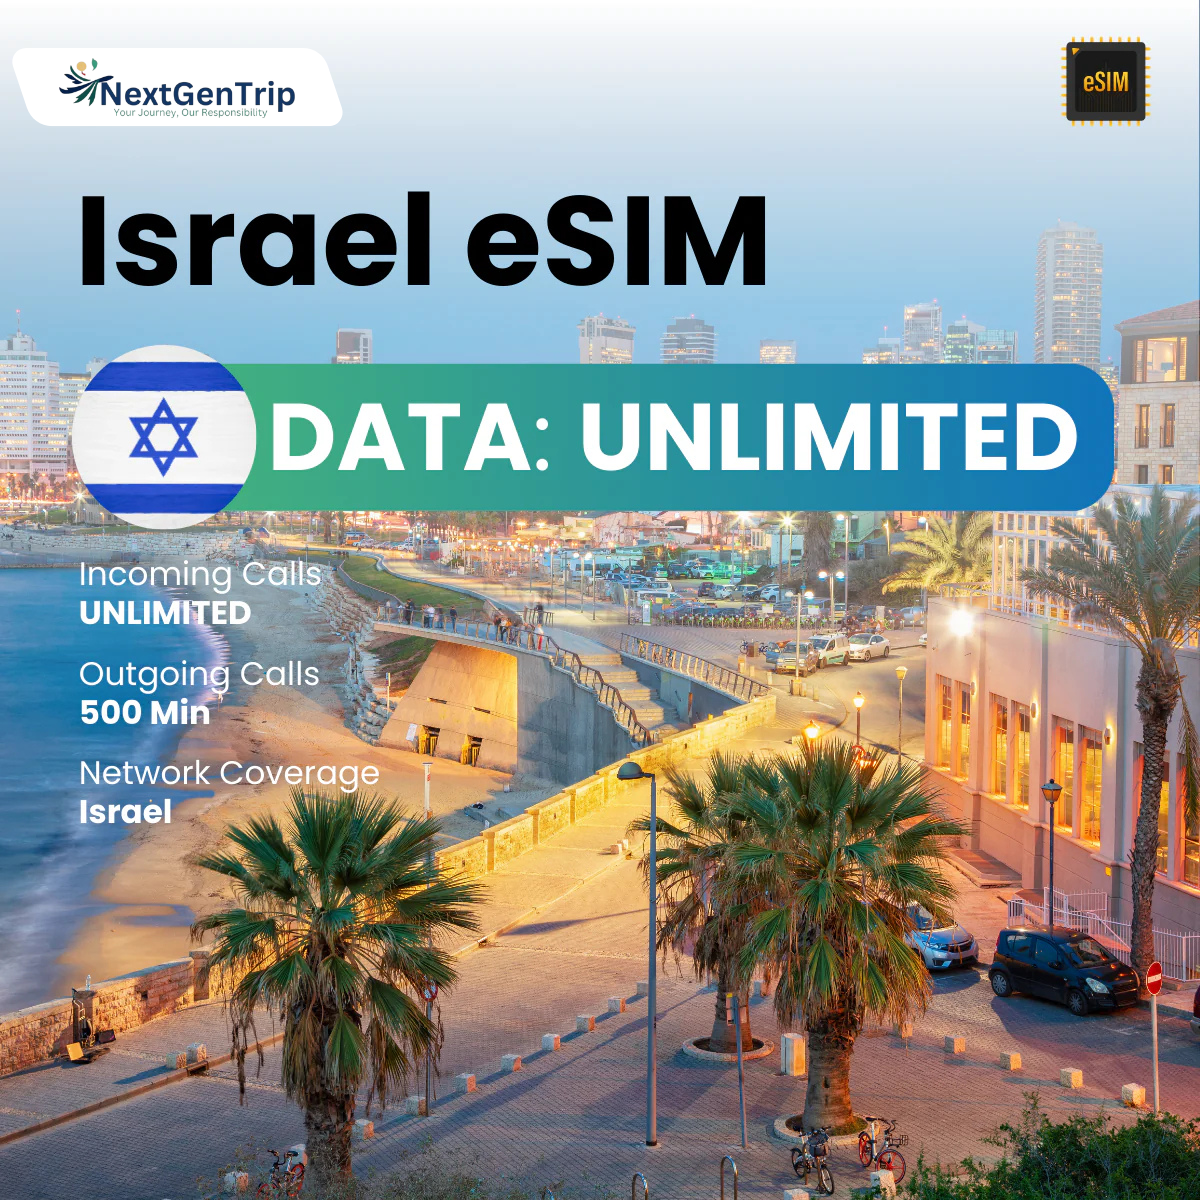 NextGenTrip
Your Journey, Our Responsibility
eSIM
Israel eSIM
DATA: UNLIMITED
Incoming Calls
UNLIMITED
Outgoing Calls
500 Min
Network Coverage
Israel